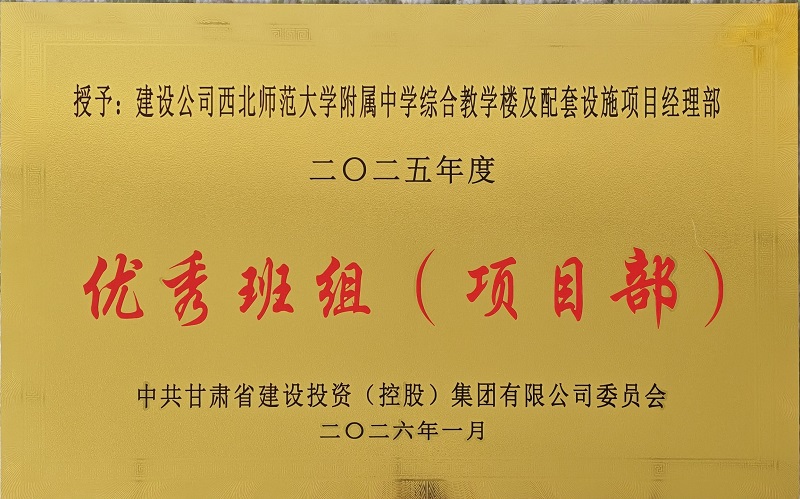 授予：建设公司西北师范大学附属中学综合教学楼及配套设施项目经理部
二〇二五年度
优秀班组（项目部）
中共甘肃省建设投资（控股）集团有限公司委员会
二〇二六年一月